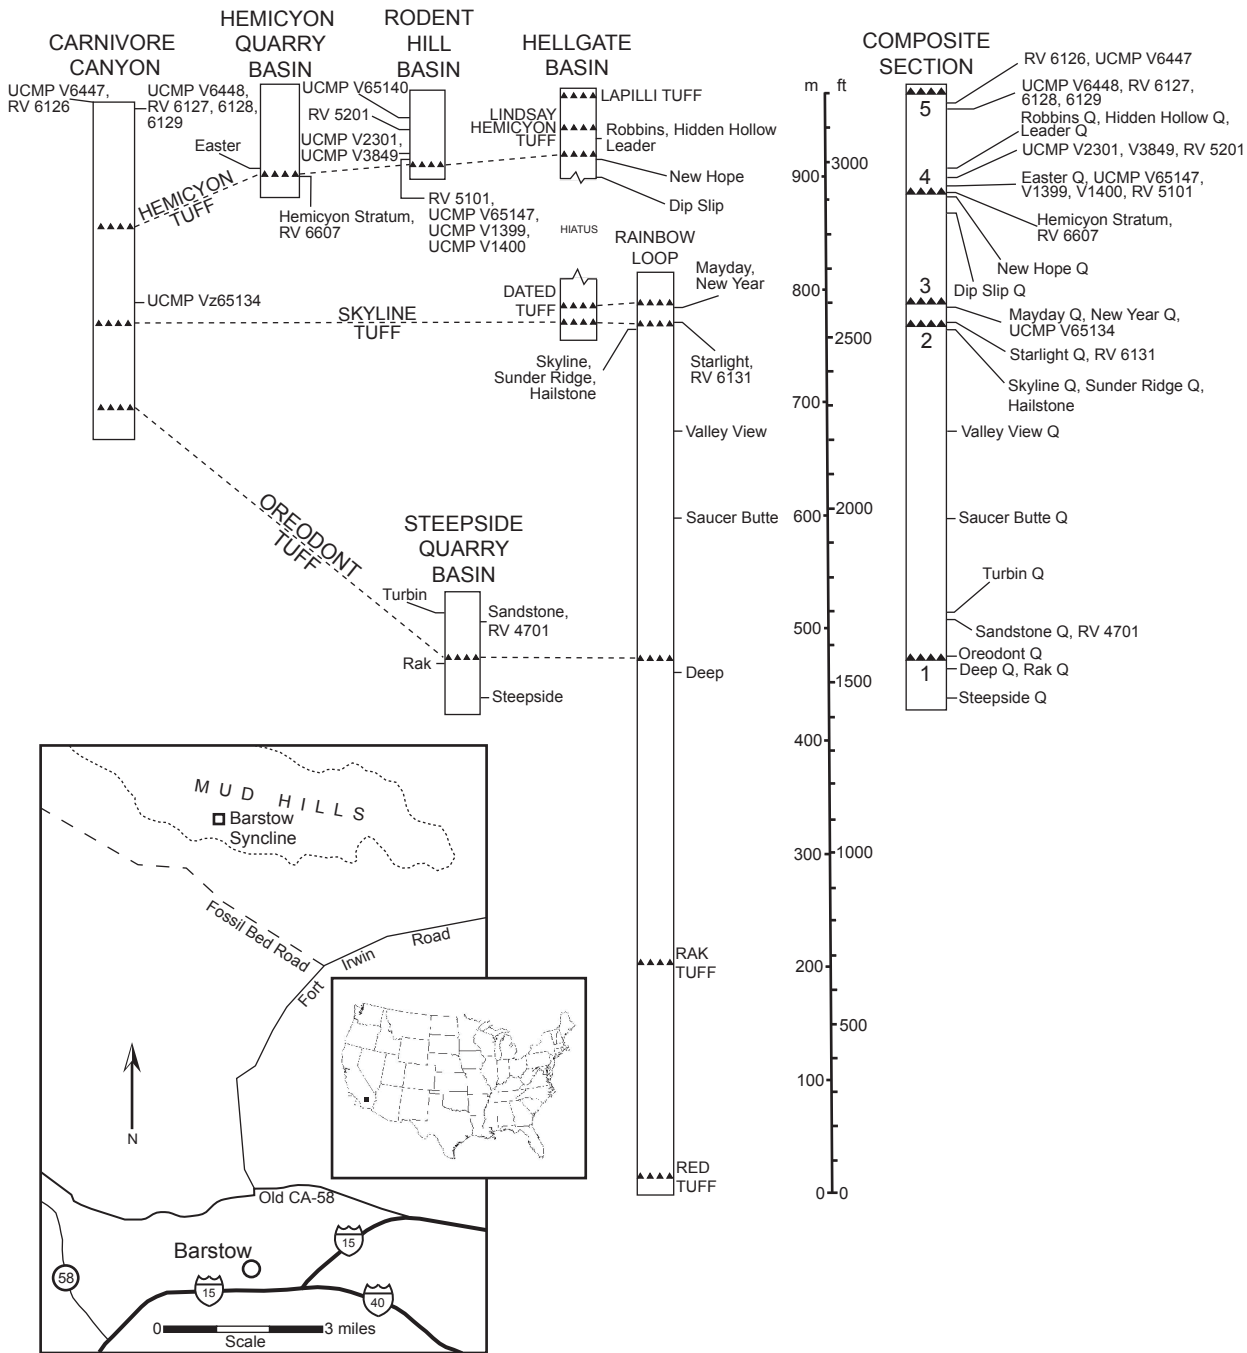 CARNIVORE
CANYON
HEMICYON
QUARRY
BASIN
RODENT
HILL
BASIN
HELLGATE
BASIN
COMPOSITE
SECTION
UCMP V6447,
RV 6126
UCMP V6448,
RV 6127, 6128,
6129
Easter
HEMICYON
TUFF
Hemicyon Stratum,
RV 6607
UCMP V65140
RV 5201
UCMP V2301,
UCMP V3849
RV 5101,
UCMP V65147,
UCMP V1399,
UCMP V1400
LAPILLI TUFF
LINDSAY
HEMICYON
TUFF
Robbins, Hidden Hollow
Leader
New Hope
Dip Slip
HIATUS
RAINBOW
LOOP
DATED
TUFF
Mayday,
New Year
UCMP Vz65134
SKYLINE
TUFF
Skyline,
Sunder Ridge,
Hailstone
Starlight,
RV 6131
Valley View
Saucer Butte
OREODONT
TUFF
STEEPSIDE
QUARRY
BASIN
Turbin
Sandstone,
RV 4701
Rak
Steepside
Deep
RAK
TUFF
RED
TUFF
m ft
900 3000
800
2500
700
600 2000
500
1500
400
300 1000
200
500
100
0 0
5
4
3
2
1
RV 6126, UCMP V6447
UCMP V6448, RV 6127,
6128, 6129
Robbins Q, Hidden Hollow Q,
Leader Q
UCMP V2301, V3849, RV 5201
Easter Q, UCMP V65147,
V1399, V1400, RV 5101
Hemicyon Stratum,
RV 6607
New Hope Q
Dip Slip Q
Mayday Q, New Year Q,
UCMP V65134
Starlight Q, RV 6131
Skyline Q, Sunder Ridge Q,
Hailstone
Valley View Q
Saucer Butte Q
Turbin Q
Sandstone Q, RV 4701
Oreodont Q
Deep Q, Rak Q
Steepside Q
MUD HILLS
Barstow
Syncline
Fossil Bed Road
Fort Irwin Road
N
Old CA-58
Barstow
15
58
15
40
0 3 miles
Scale